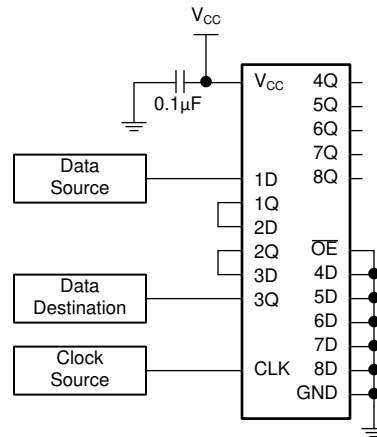 VCC
0.1μF
VCC
4Q
5Q
6Q
7Q
8Q
Data
Source
1D
1Q
2D
2Q
3D
3Q
OE
4D
5D
6D
7D
8D
GND
Data
Destination
Clock
Source
CLK